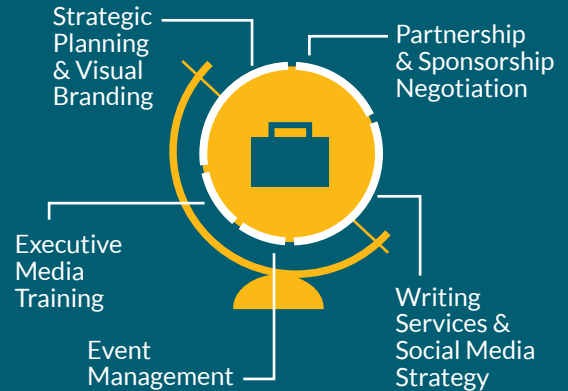 Strategic
Planning
& Visual
Branding
Partnership
& Sponsorship
Negotiation
Executive
Media
Training
Event
Management
Writing
Services &
Social Media
Strategy